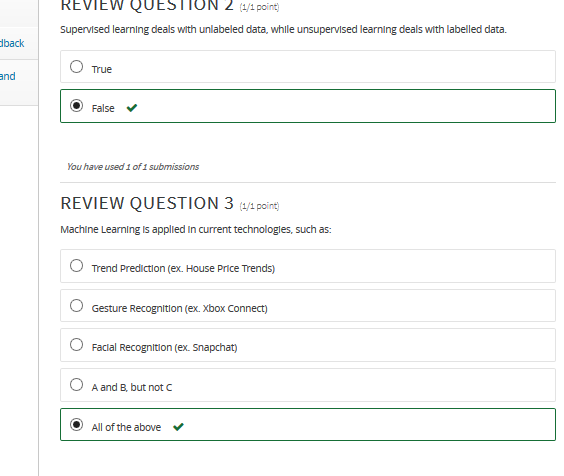 REVIEW QUESTION 2 (1/1 point)
Supervised learning deals with unlabeled data, while unsupervised learning deals with labelled data.
dback
and
True
False
You have used 1 of 1 submissions
REVIEW QUESTION 3 (1/1 point)
Machine Learning is applied in current technologies, such as:
Trend Prediction (ex. House Price Trends)
Gesture Recognition (ex. Xbox Connect)
Facial Recognition (ex. Snapchat)
A and B, but not C
All of the above